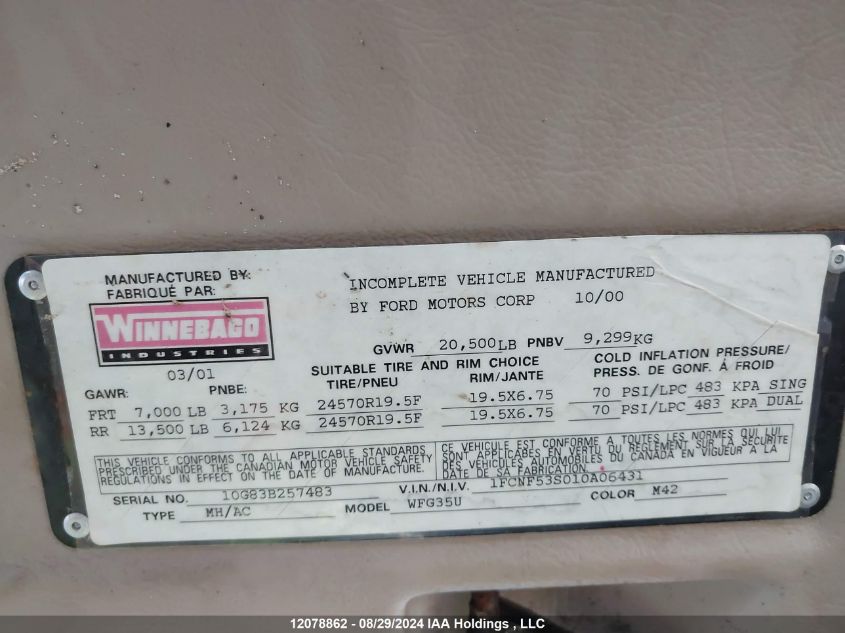 MANUFACTURED BY:
FABRIQUÉ PAR:
WINNEBAGO
INDUSTRIES
03/01
INCOMPLETE VEHICLE MANUFACTURED
BY FORD MOTORS CORP 10/00
GVWR 20,500 LB PNBV 9,299 KG
SUITABLE TIRE AND RIM CHOICE
TIRE/PNEU RIM/JANTE
COLD INFLATION PRESSURE/
PRESS. DE GONF. À FROID
GAWR: PNBE:
FRT 7,000 LB 3,175 KG 24570R19.5F 19.5X6.75 70 PSI/LPC 483 KPA SING
RR 13,500 LB 6,124 KG 24570R19.5F 19.5X6.75 70 PSI/LPC 483 KPA DUAL
THIS VEHICLE CONFORMS TO ALL APPLICABLE STANDARDS
PRESCRIBED UNDER THE CANADIAN MOTOR VEHICLE SAFETY
REGULATIONS IN EFFECT ON THE DATE OF MANUFACTURE.
CE VEHICULE EST CONFORME A TOUTES LES NORMES QUI LUI
SONT APPLICABLES EN VERTU DU REGLEMENT SUR LA SECURITE
DES VEHICULES AUTOMOBILES DU CANADA EN VIGUEUR A LA
DATE DE SA FABRICATION.
SERIAL NO. 10G83B257483 V.I.N./N.I.V. 1FCNF53S010A06431
TYPE MH/AC MODEL WFG35U COLOR M42
12078862 - 08/29/2024 IAA Holdings, , LLC